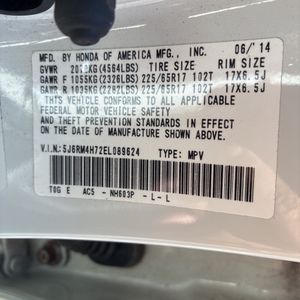 MFD. BY HONDA OF AMERICA MFG., INC. 06/'14
GVWR 2070KG(4564LBS) TIRE SIZE RIM SIZE
GAWR F 1055KG(2326LBS) 225/65R17 102T 17X6.5J
GAWR R 1035KG(2282LBS) 225/65R17 102T 17X6.5J
THIS VEHICLE CONFORMS TO ALL APPLICABLE
FEDERAL MOTOR VEHICLE SAFETY AND
THEFT PREVENTION STANDARDS IN EFFECT ON
THE DATE OF MANUFACTURE SHOWN ABOVE.
V.I.N.:5J6RM4H72EL089624 TYPE: MPV
T0G E AC5 - NH603P - L - L